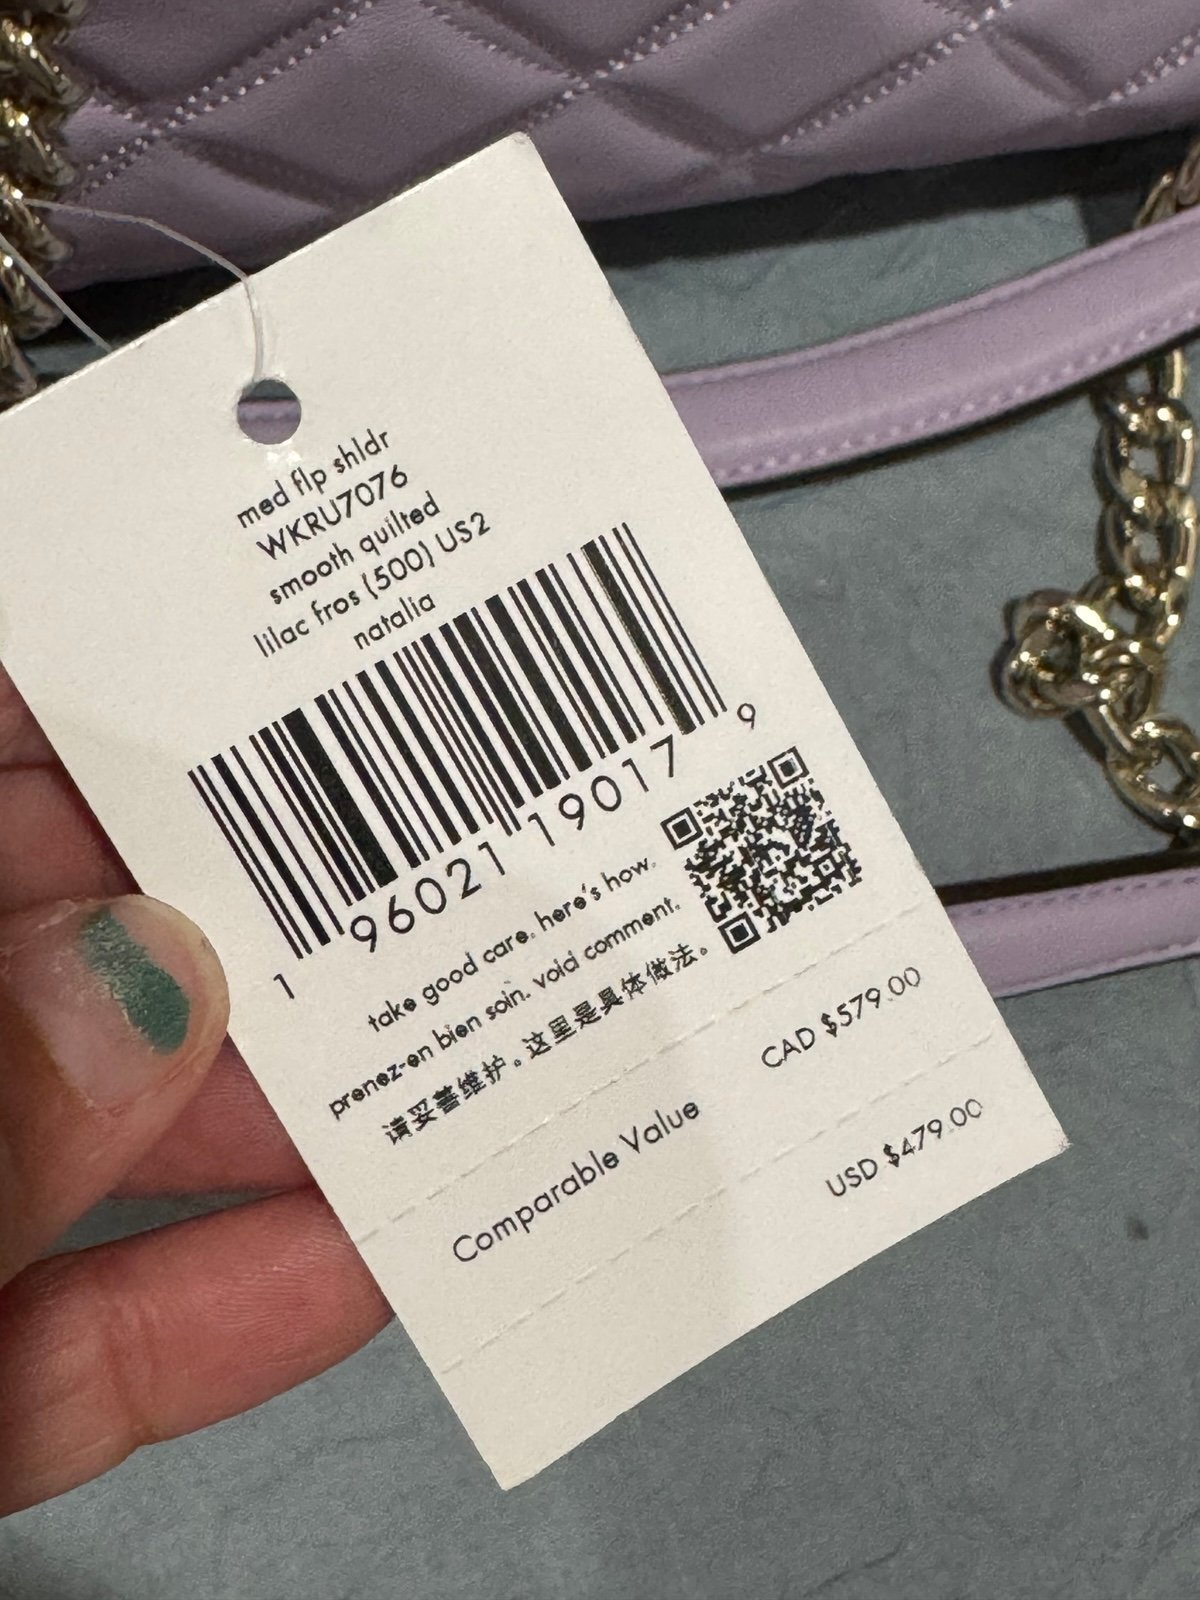 med flp shldr
WKRU7076
smooth quilted
lilac fros (500) US2
natalia
1 96021 19017 9
take good care. here's how.
prenez-en bien soin. void comment.
请妥善维护。这里是具体做法。
CAD $579.00
Comparable Value
USD $479.00